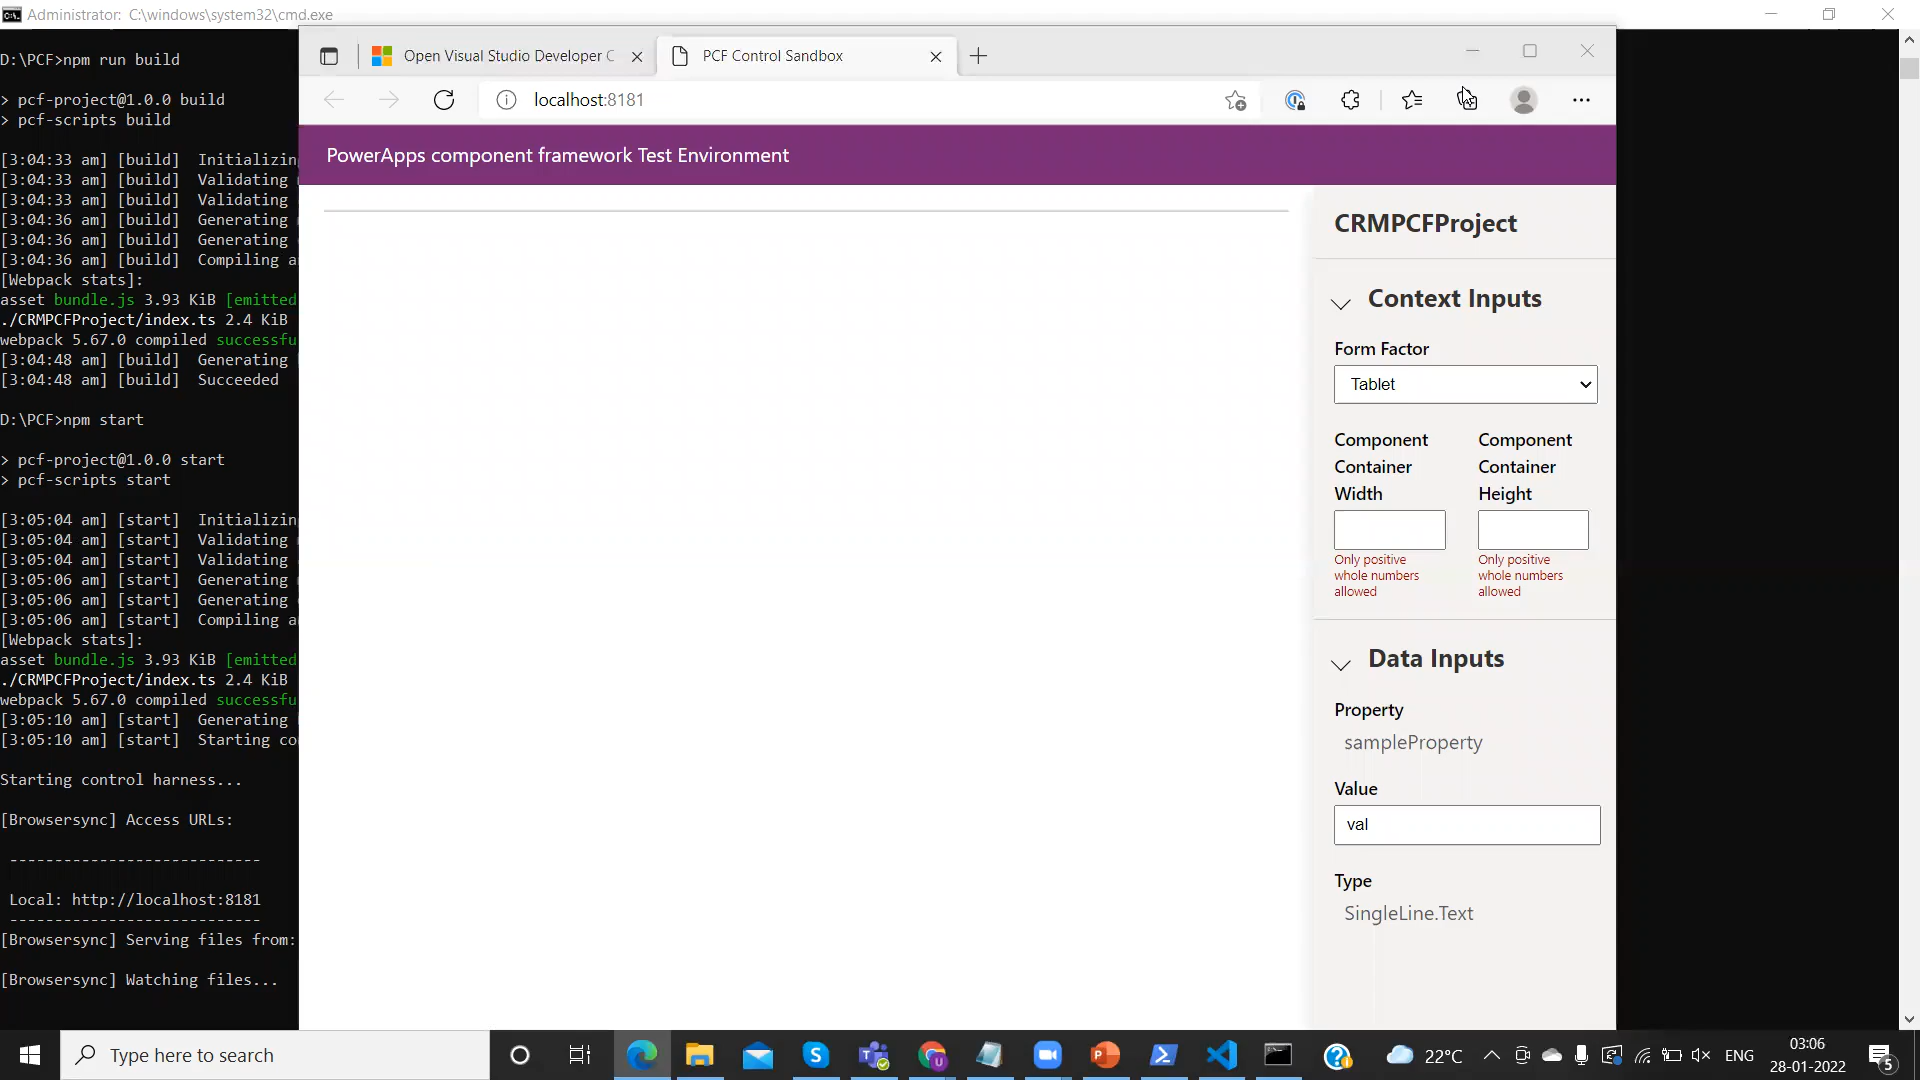 Administrator: C:\windows\system32\cmd.exe
D:\PCF>npm run build
> pcf-project@1.0.0 build
> pcf-scripts build
[3:04:33 am] [build]
[3:04:33 am] [build]
[3:04:33 am] [build]
[3:04:36 am] [build] Generating
[3:04:36 am] [build] Generating
[3:04:36 am] [build] Compiling
[Webpack stats]:
asset bundle.js 3.93 KiB [emitted
./CRMPCFProject/index.ts 2.4 KiB
webpack 5.67.0 compiled
[3:04:48 am] [build] Generating
[3:04:48 am] [build] Succeeded
D:\PCF>npm start
> pcf-project@1.0.0 start
> pcf-scripts start
[3:05:04 am] [start]
[3:05:04 am] [start] Validating
[3:05:04 am] [start] Validating
[3:05:06 am] [start] Generating
[3:05:06 am] [start] Generating
[3:05:06 am] [start] Compiling
[Webpack stats]:
asset bundle.js 3.93 KiB [emitted
./CRMPCFProject/index.ts 2.4 KiB
webpack 5.67.0 compiled
[3:05:10 am] [start] Generating
[3:05:10 am] [start] Starting
Starting control harness...
[Browsersync] Access URLs:
---------------------------
Local: http://localhost:8181
---------------------------
[Browsersync] Serving files from:
[Browsersync] Watching files...
Open Visual Studio Developer C
PCF Control Sandbox
localhost:8181
PowerApps component framework Test Environment
CRMPCFProject
Context Inputs
Form Factor
Tablet
Component Container Width
Component Container Height
Only positive whole numbers allowed
Only positive whole numbers allowed
Data Inputs
Property
sampleProperty
Value
val
Type
SingleLine.Text
Type here to search
22°C
ENG
03:06
28-01-2022
5